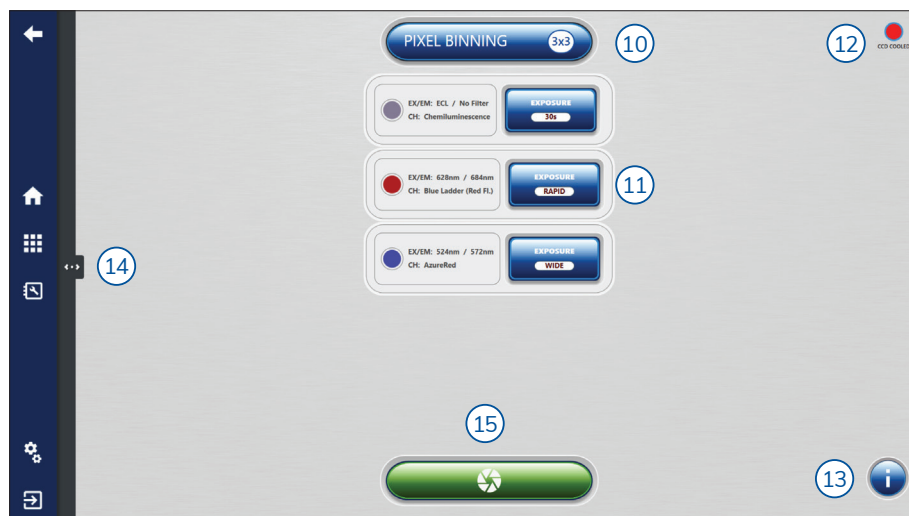 PIXEL BINNING 3x3 10
12
CCD COOLED
EX/EM: ECL / No Filter
CH: Chemiluminescence
EXPOSURE
30s
EX/EM: 628nm / 684nm
CH: Blue Ladder (Red Fl.)
EXPOSURE
RAPID
11
EX/EM: 524nm / 572nm
CH: AzureRed
EXPOSURE
WIDE
14
15
13
i